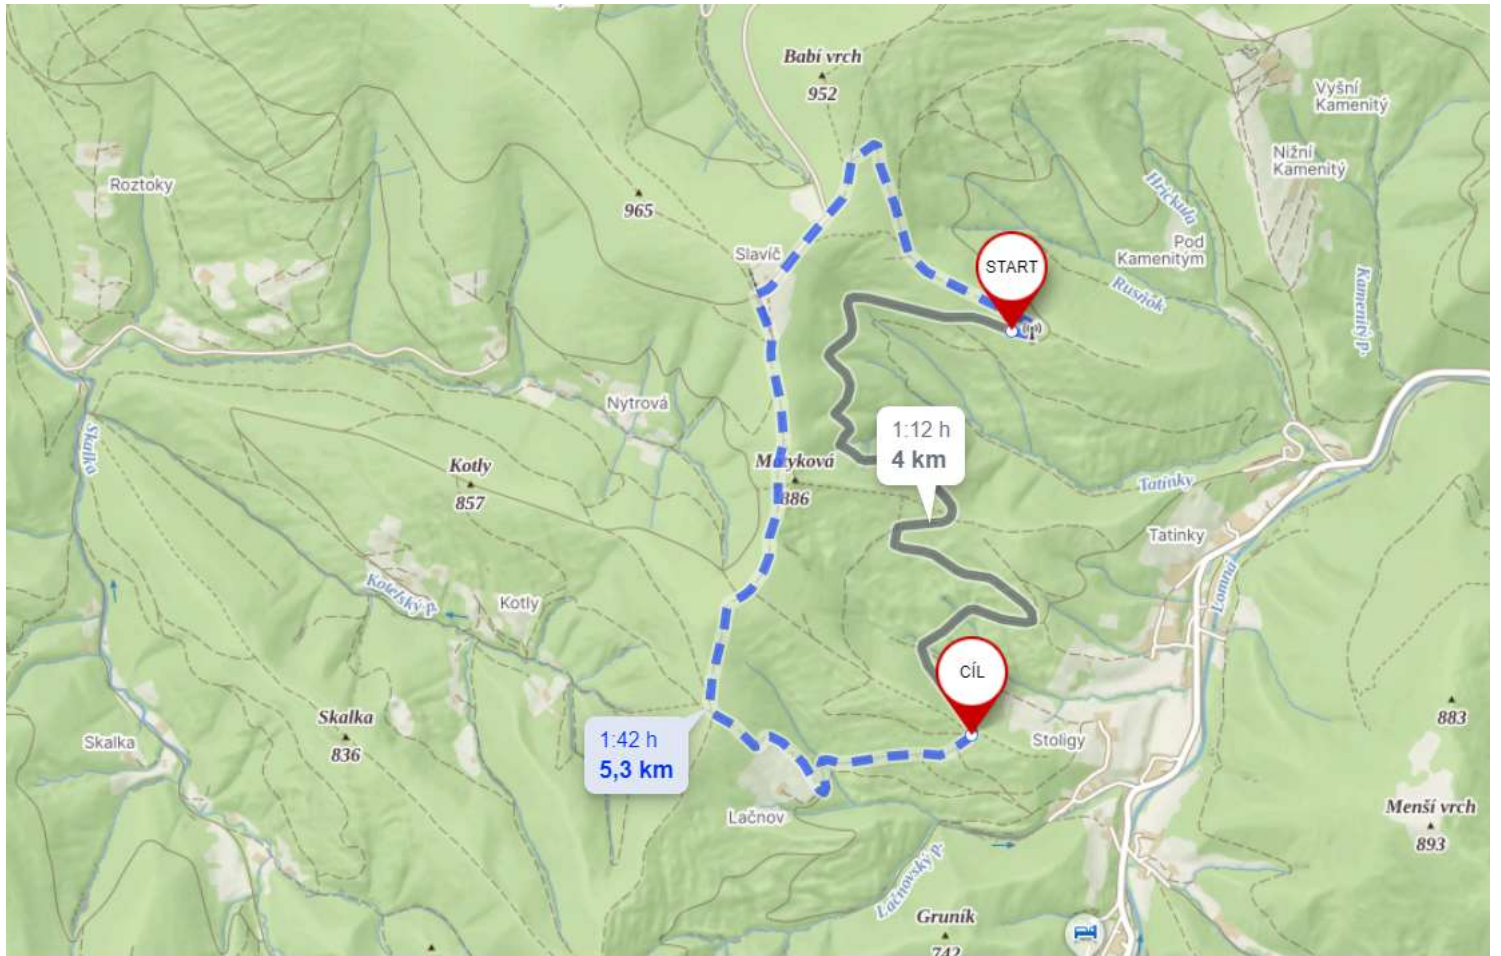 Babí vrch
952
Vyšní
Kamenitý
Nižní
Kamenitý
Hřičkula
Roztoky
965
Slavíč
Pod
Kamenitým
START
Rusňok
Kamenitý p.
Nytrová
1:12 h
4 km
Skalka
Kotly
857
886
Tatinky
Tatinky
Kotelský p.
Kotly
Lomná
CÍL
Skalka
836
Skalka
1:42 h
5,3 km
Stoligy
883
Lačnov
Menší vrch
893
Lačnovský p.
Gruník
742